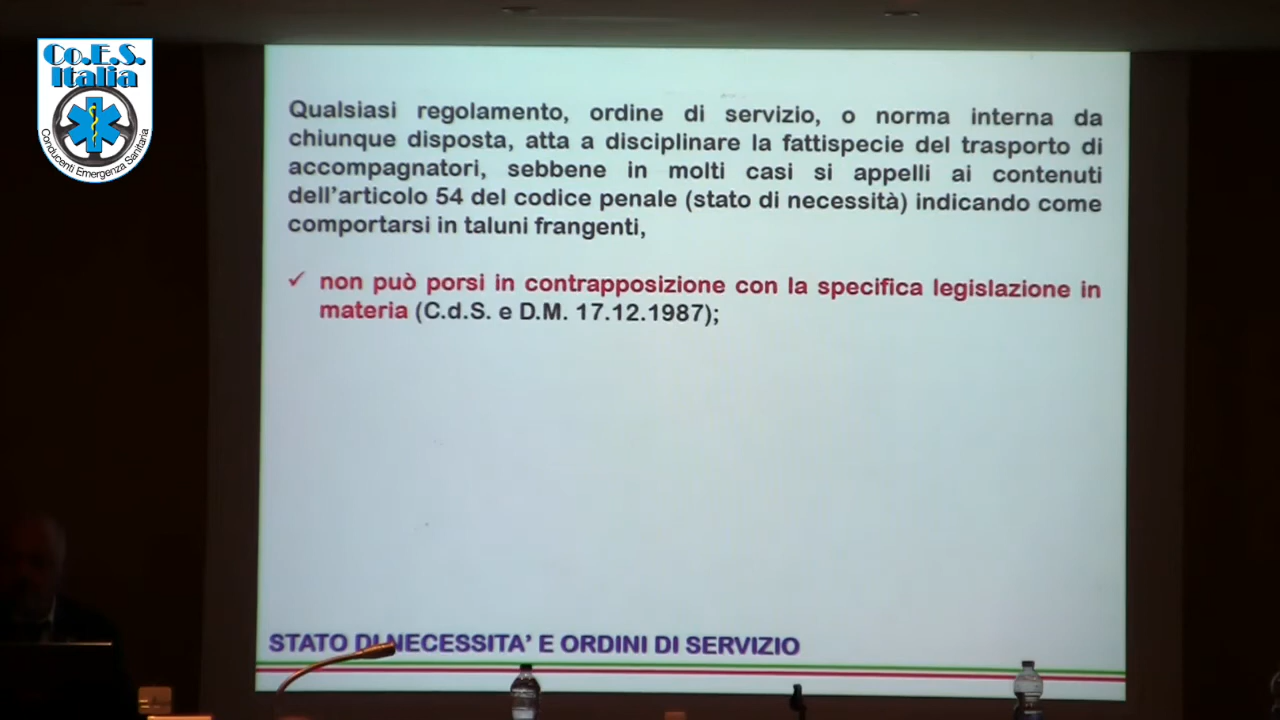 Co.E.S.
Italia
Conducenti Emergenza Sanitaria
Qualsiasi regolamento, ordine di servizio, o norma interna da
chiunque disposta, atta a disciplinare la fattispecie del trasporto di
accompagnatori, sebbene in molti casi si appelli ai contenuti
dell'articolo 54 del codice penale (stato di necessità) indicando come
comportarsi in taluni frangenti,
✓ non può porsi in contrapposizione con la specifica legislazione in
materia (C.d.S. e D.M. 17.12.1987);
STATO DI NECESSITA' E ORDINI DI SERVIZIO